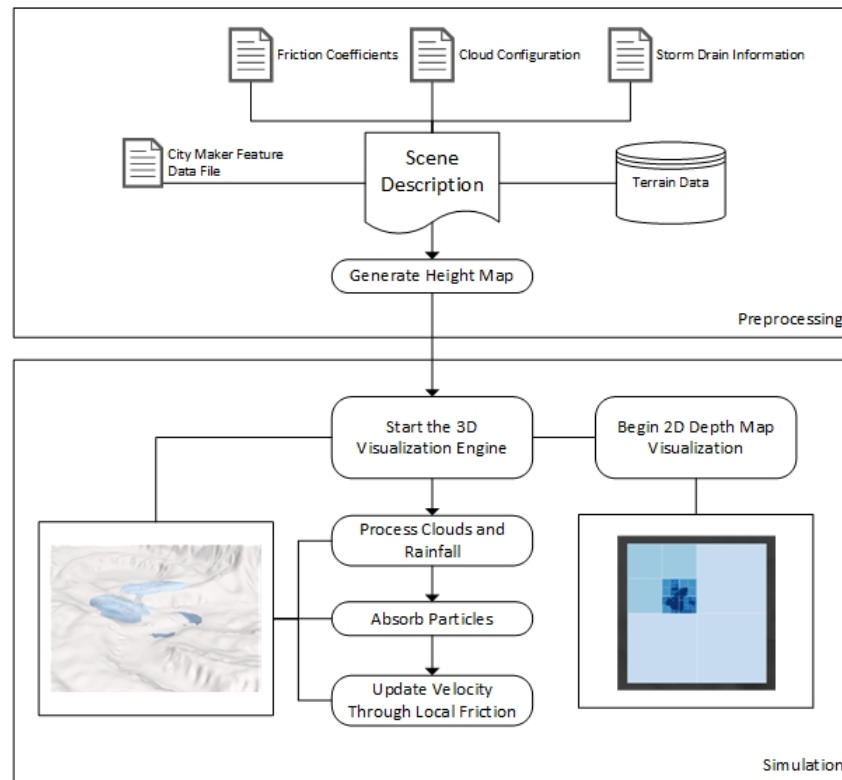 Friction Coefficients
Cloud Configuration
Storm Drain Information
City Maker Feature
Data File
Scene
Description
Terrain Data
Generate Height Map
Preprocessing
Start the 3D
Visualization Engine
Begin 2D Depth Map
Visualization
Process Clouds and
Rainfall
Absorb Particles
Update Velocity
Through Local Friction
Simulation